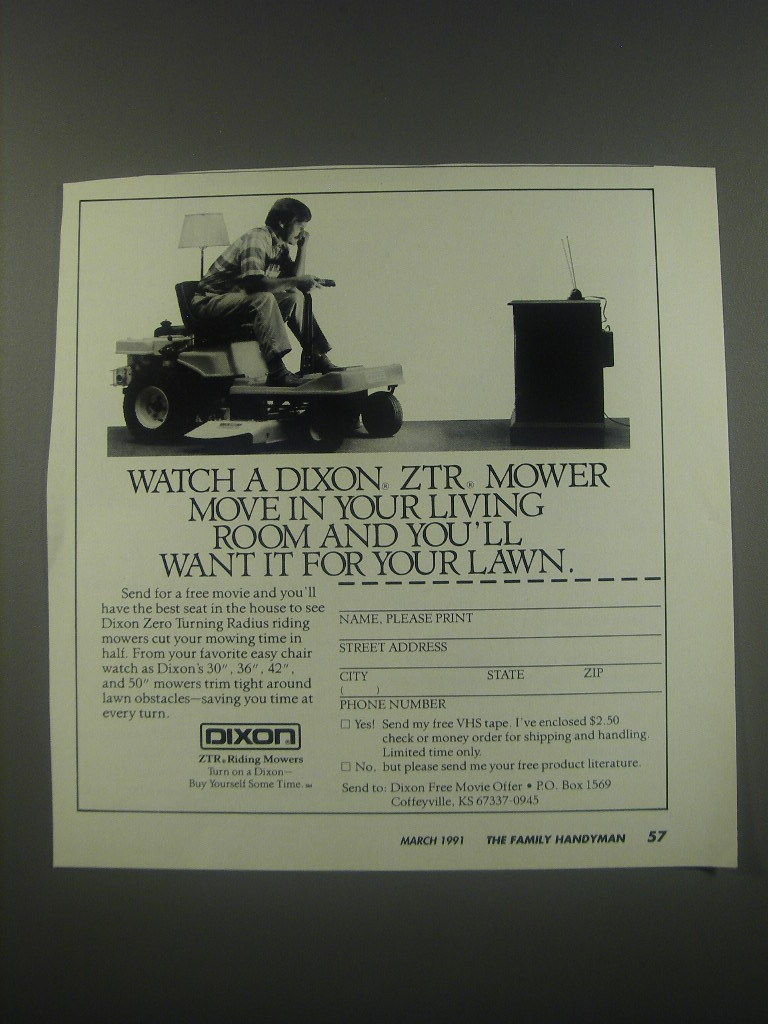 WATCH A DIXON® ZTR® MOWER
MOVE IN YOUR LIVING
ROOM AND YOU'LL
WANT IT FOR YOUR LAWN.
Send for a free movie and you'll
have the best seat in the house to see
Dixon Zero Turning Radius riding
mowers cut your mowing time in
half. From your favorite easy chair
watch as Dixon's 30", 36", 42",
and 50" mowers trim tight around
lawn obstacles—saving you time at
every turn.
DIXON
ZTR® Riding Mowers
Turn on a Dixon—
Buy Yourself Some Time.℠
NAME, PLEASE PRINT
STREET ADDRESS
CITY STATE ZIP
( )
PHONE NUMBER
☐ Yes! Send my free VHS tape. I've enclosed $2.50
check or money order for shipping and handling.
Limited time only.
☐ No, but please send me your free product literature.
Send to: Dixon Free Movie Offer • P.O. Box 1569
Coffeyville, KS 67337-0945
MARCH 1991 THE FAMILY HANDYMAN 57